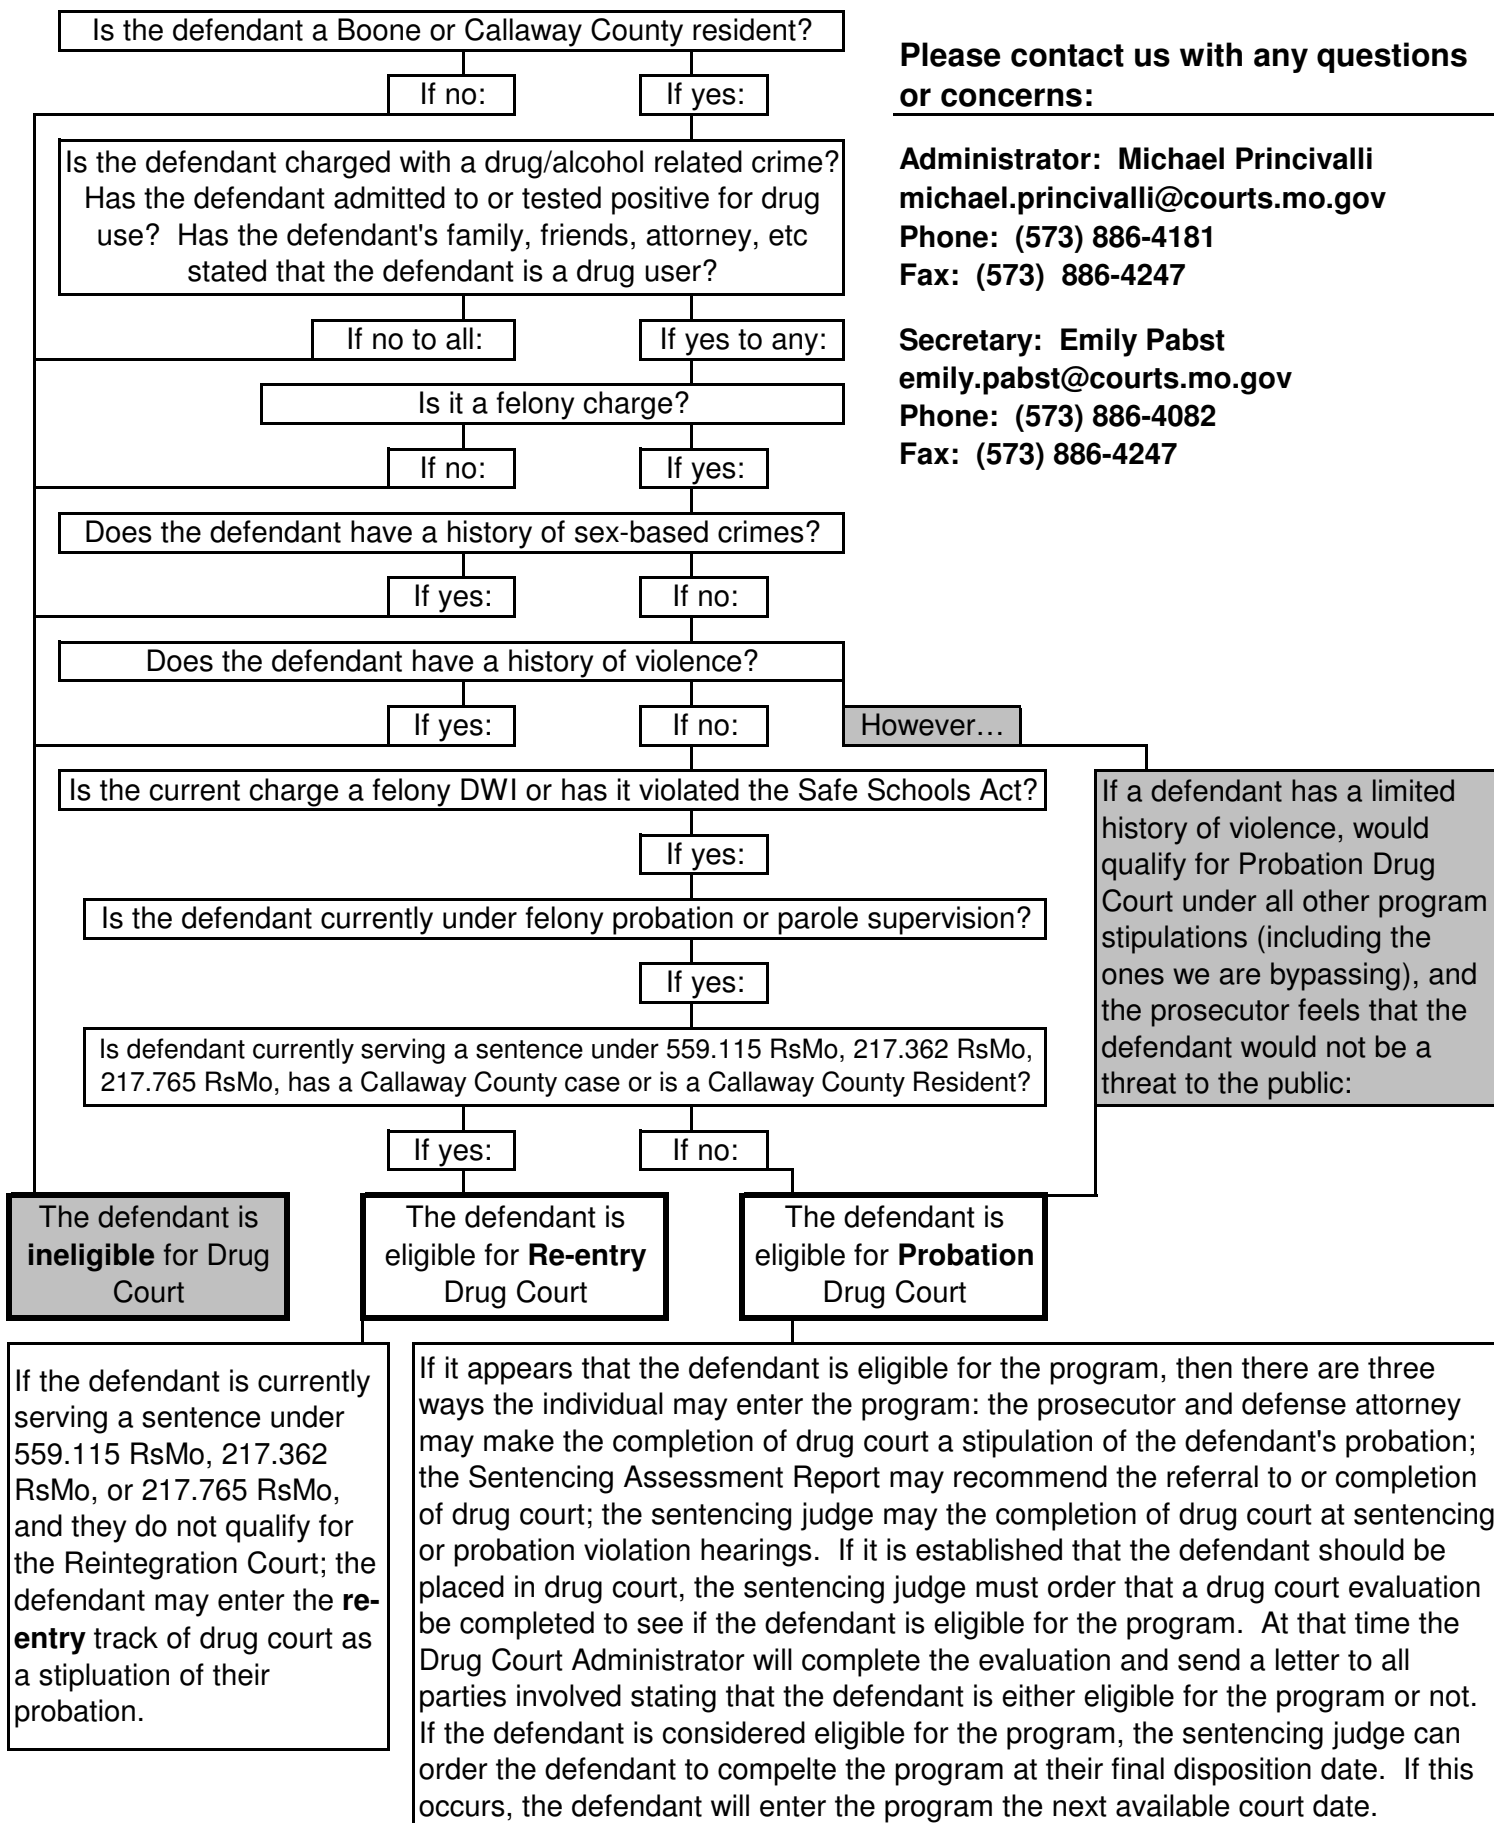 Is the defendant a Boone or Callaway County resident?
If no:
If yes:
Is the defendant charged with a drug/alcohol related crime?
Has the defendant admitted to or tested positive for drug
use?  Has the defendant's family, friends, attorney, etc
stated that the defendant is a drug user?
If no to all:
If yes to any:
Is it a felony charge?
If no:
If yes:
Does the defendant have a history of sex-based crimes?
If yes:
If no:
Does the defendant have a history of violence?
If yes:
If no:
However…
Is the current charge a felony DWI or has it violated the Safe Schools Act?
If yes:
Is the defendant currently under felony probation or parole supervision?
If yes:
Is defendant currently serving a sentence under 559.115 RsMo, 217.362 RsMo,
217.765 RsMo, has a Callaway County case or is a Callaway County Resident?
If yes:
If no:
Please contact us with any questions
or concerns:
Administrator:  Michael Princivalli
michael.princivalli@courts.mo.gov
Phone:  (573) 886-4181
Fax:  (573)  886-4247
Secretary:  Emily Pabst
emily.pabst@courts.mo.gov
Phone:  (573) 886-4082
Fax:  (573) 886-4247
If a defendant has a limited
history of violence, would
qualify for Probation Drug
Court under all other program
stipulations (including the
ones we are bypassing), and
the prosecutor feels that the
defendant would not be a
threat to the public:
The defendant is
ineligible for Drug
Court
The defendant is
eligible for Re-entry
Drug Court
The defendant is
eligible for Probation
Drug Court
If the defendant is currently
serving a sentence under
559.115 RsMo, 217.362
RsMo, or 217.765 RsMo,
and they do not qualify for
the Reintegration Court; the
defendant may enter the re-
entry track of drug court as
a stipluation of their
probation.
If it appears that the defendant is eligible for the program, then there are three
ways the individual may enter the program: the prosecutor and defense attorney
may make the completion of drug court a stipulation of the defendant's probation;
the Sentencing Assessment Report may recommend the referral to or completion
of drug court; the sentencing judge may the completion of drug court at sentencing
or probation violation hearings.  If it is established that the defendant should be
placed in drug court, the sentencing judge must order that a drug court evaluation
be completed to see if the defendant is eligible for the program.  At that time the
Drug Court Administrator will complete the evaluation and send a letter to all
parties involved stating that the defendant is either eligible for the program or not.
If the defendant is considered eligible for the program, the sentencing judge can
order the defendant to compelte the program at their final disposition date.  If this
occurs, the defendant will enter the program the next available court date.